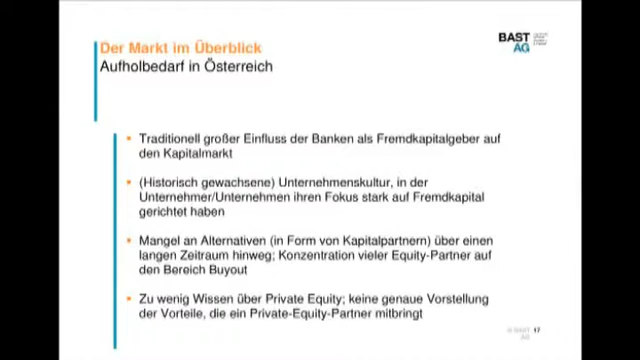 Der Markt im Überblick
Aufholbedarf in Österreich
BAST
AG
Traditionell großer Einfluss der Banken als Fremdkapitalgeber auf
den Kapitalmarkt
(Historisch gewachsene) Unternehmenskultur, in der
Unternehmer/Unternehmen ihren Fokus stark auf Fremdkapital
gerichtet haben
Mangel an Alternativen (in Form von Kapitalpartnern) über einen
langen Zeitraum hinweg; Konzentration vieler Equity-Partner auf
den Bereich Buyout
Zu wenig Wissen über Private Equity; keine genaue Vorstellung
der Vorteile, die ein Private-Equity-Partner mitbringt
© BAST 17
AG